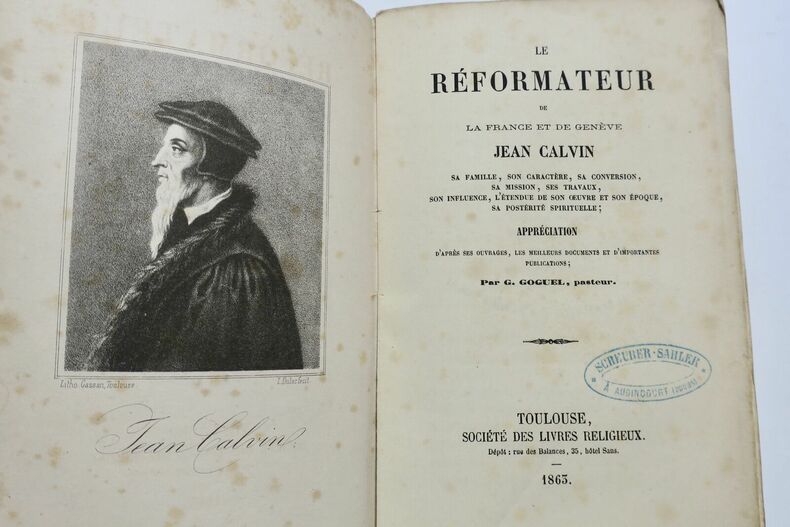 Litho Cassan, Toulouse
Jean Calvin.
LE
RÉFORMATEUR
DE
LA FRANCE ET DE GENÈVE
JEAN CALVIN
SA FAMILLE, SON CARACTÈRE, SA CONVERSION,
SA MISSION, SES TRAVAUX,
SON INFLUENCE, L'ÉTENDUE DE SON ŒUVRE ET SON ÉPOQUE,
SA POSTÉRITÉ SPIRITUELLE;
APPRÉCIATION
D'APRÈS SES OUVRAGES, LES MEILLEURS DOCUMENTS ET D'IMPORTANTES
PUBLICATIONS;
Par G. GOGUEL, pasteur.
SCHEURER-SAHLER
A AUDINCOURT (DOUBS)
TOULOUSE,
SOCIÉTÉ DES LIVRES RELIGIEUX.
Dépôt : rue des Balances, 35, hôtel Sans.
1863.